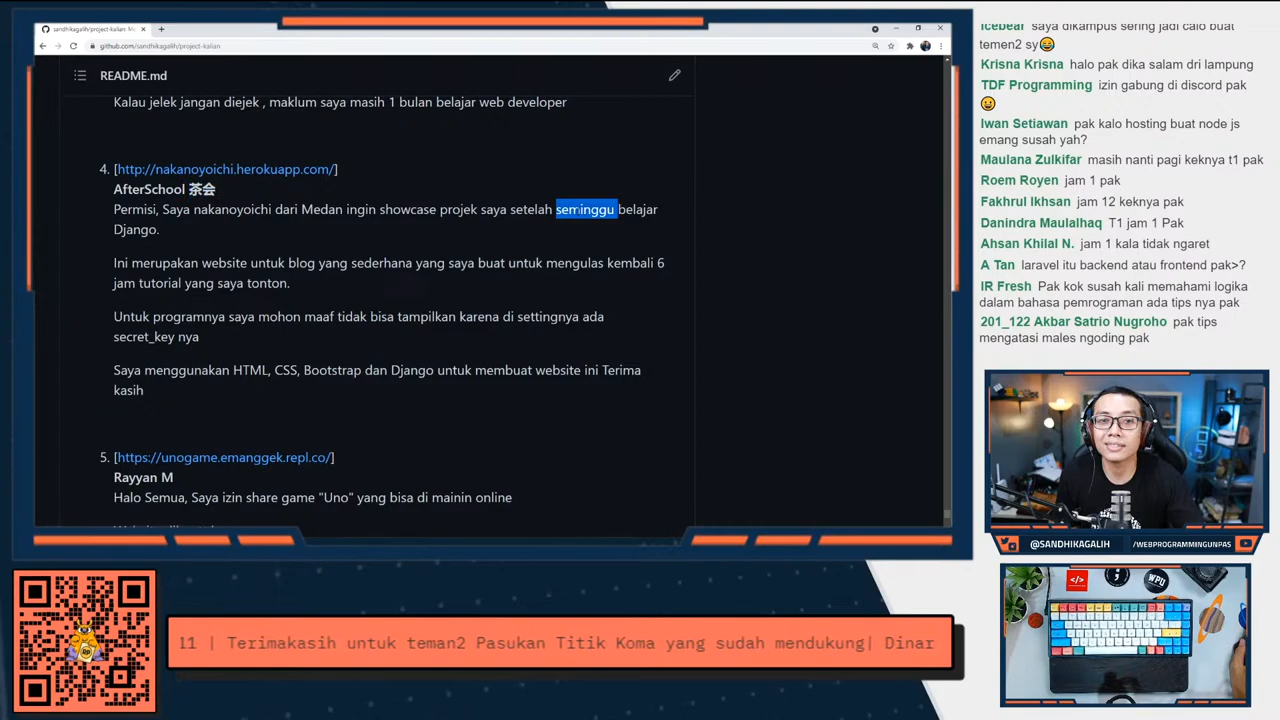 sandhikagalih/project-kalian: Me
github.com/sandhikagalih/project-kalian
README.md
Kalau jelek jangan diejek , maklum saya masih 1 bulan belajar web developer
4. [http://nakanoyoichi.herokuapp.com/]
AfterSchool 茶会
Permisi, Saya nakanoyoichi dari Medan ingin showcase projek saya setelah seminggu belajar
Django.
Ini merupakan website untuk blog yang sederhana yang saya buat untuk mengulas kembali 6
jam tutorial yang saya tonton.
Untuk programnya saya mohon maaf tidak bisa tampilkan karena di settingnya ada
secret_key nya
Saya menggunakan HTML, CSS, Bootstrap dan Django untuk membuat website ini Terima
kasih
5. [https://unogame.emanggek.repl.co/]
Rayyan M
Halo Semua, Saya izin share game "Uno" yang bisa di mainin online
Icebear saya dikampus sering jadi calo buat
temen2 sy😂
Krisna Krisna halo pak dika salam dri lampung
TDF Programming izin gabung di discord pak
😀
Iwan Setiawan pak kalo hosting buat node js
emang susah yah?
Maulana Zulkifar masih nanti pagi keknya t1 pak
Roem Royen jam 1 pak
Fakhrul Ikhsan jam 12 keknya pak
Danindra Maulalhaq T1 jam 1 Pak
Ahsan Khilal N. jam 1 kala tidak ngaret
A Tan laravel itu backend atau frontend pak>?
IR Fresh Pak kok susah kali memahami logika
dalam bahasa pemrograman ada tips nya pak
201_122 Akbar Satrio Nugroho pak tips
mengatasi males ngoding pak
@SANDHIKAGALIH /WEBPROGRAMMINGUNPAS
WPU
11 | Terimakasih untuk teman2 Pasukan Titik Koma yang sudah mendukung| Dinar